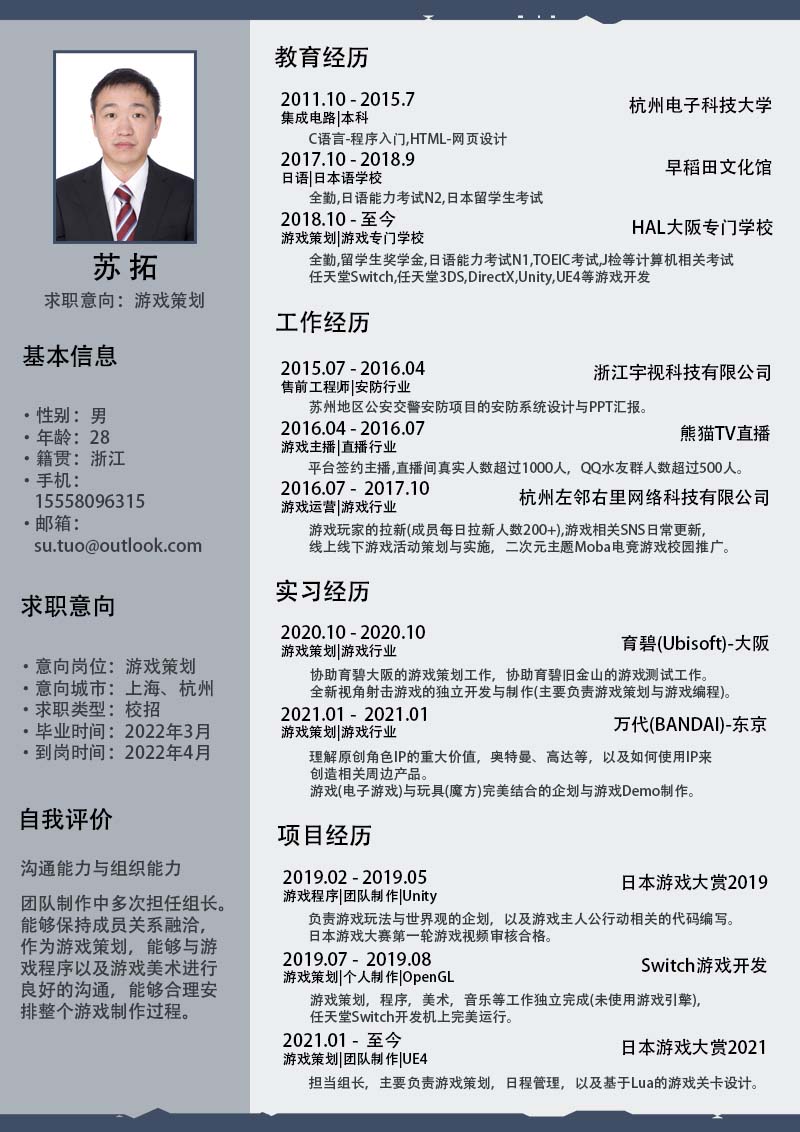 苏 拓
求职意向：游戏策划
基本信息
·性别：男
·年龄：28
·籍贯：浙江
·手机：
15558096315
·邮箱：
su.tuo@outlook.com
求职意向
·意向岗位：游戏策划
·意向城市：上海、杭州
·求职类型：校招
·毕业时间：2022年3月
·到岗时间：2022年4月
自我评价
沟通能力与组织能力
团队制作中多次担任组长。
能够保持成员关系融洽，
作为游戏策划，能够与游
戏程序以及游戏美术进行
良好的沟通，能够合理安
排整个游戏制作过程。
教育经历
2011.10 - 2015.7 杭州电子科技大学
集成电路|本科
C语言-程序入门,HTML-网页设计
2017.10 - 2018.9 早稻田文化馆
日语|日本语学校
全勤,日语能力考试N2,日本留学生考试
2018.10 - 至今 HAL大阪专门学校
游戏策划|游戏专门学校
全勤,留学生奖学金,日语能力考试N1,TOEIC考试,J检等计算机相关考试
任天堂Switch,任天堂3DS,DirectX,Unity,UE4等游戏开发
工作经历
2015.07 - 2016.04 浙江宇视科技有限公司
售前工程师|安防行业
苏州地区公安交警安防项目的安防系统设计与PPT汇报。
2016.04 - 2016.07 熊猫TV直播
游戏主播|直播行业
平台签约主播,直播间真实人数超过1000人，QQ水友群人数超过500人。
2016.07 - 2017.10 杭州左邻右里网络科技有限公司
游戏运营|游戏行业
游戏玩家的拉新(成员每日拉新人数200+),游戏相关SNS日常更新,
线上线下游戏活动策划与实施，二次元主题Moba电竞游戏校园推广。
实习经历
2020.10 - 2020.10 育碧(Ubisoft)-大阪
游戏策划|游戏行业
协助育碧大阪的游戏策划工作，协助育碧旧金山的游戏测试工作。
全新视角射击游戏的独立开发与制作(主要负责游戏策划与游戏编程)。
2021.01 - 2021.01 万代(BANDAI)-东京
游戏策划|游戏行业
理解原创角色IP的重大价值，奥特曼、高达等，以及如何使用IP来
创造相关周边产品。
游戏(电子游戏)与玩具(魔方)完美结合的企划与游戏Demo制作。
项目经历
2019.02 - 2019.05 日本游戏大赏2019
游戏程序|团队制作|Unity
负责游戏玩法与世界观的企划，以及游戏主人公行动相关的代码编写。
日本游戏大赛第一轮游戏视频审核合格。
2019.07 - 2019.08 Switch游戏开发
游戏策划|个人制作|OpenGL
游戏策划，程序，美术，音乐等工作独立完成(未使用游戏引擎),
任天堂Switch开发机上完美运行。
2021.01 - 至今 日本游戏大赏2021
游戏策划|团队制作|UE4
担当组长，主要负责游戏策划，日程管理，以及基于Lua的游戏关卡设计。